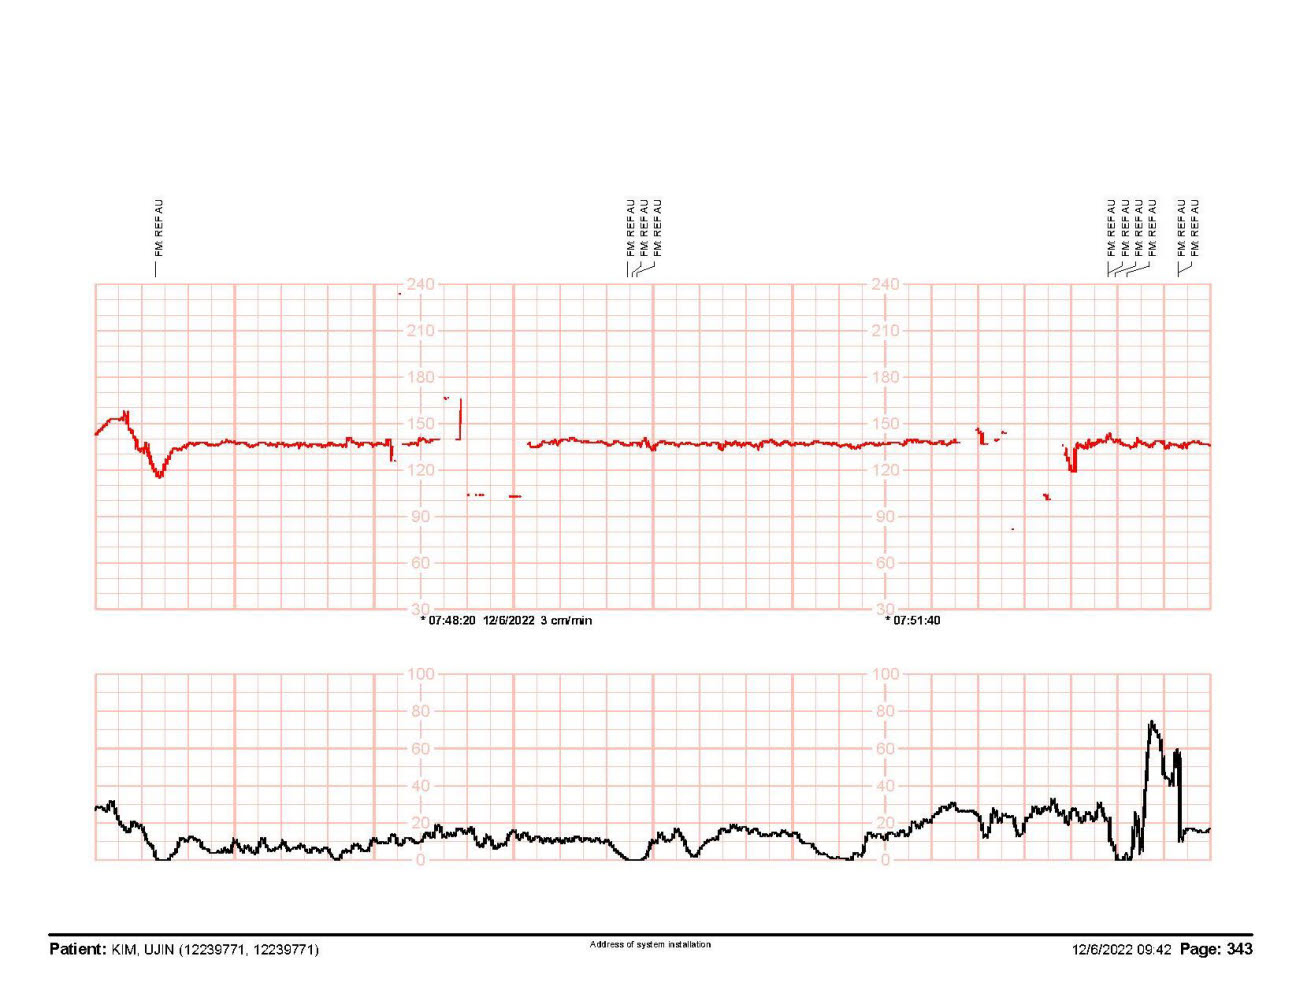 FM: REF AU
FM: REF AU
FM: REF AU
FM: REF AU
FM: REF AU
FM: REF AU
FM: REF AU
FM: REF AU
FM: REF AU
FM: REF AU
240 240
210 210
180 180
150 150
120 120
90 90
60 60
30 30
* 07:48:20 12/6/2022 3 cm/min * 07:51:40
100 100
80 80
60 60
40 40
20 20
0 0
Patient: KIM, UJIN (12239771, 12239771) Address of system installation 12/6/2022 09:42 Page: 343